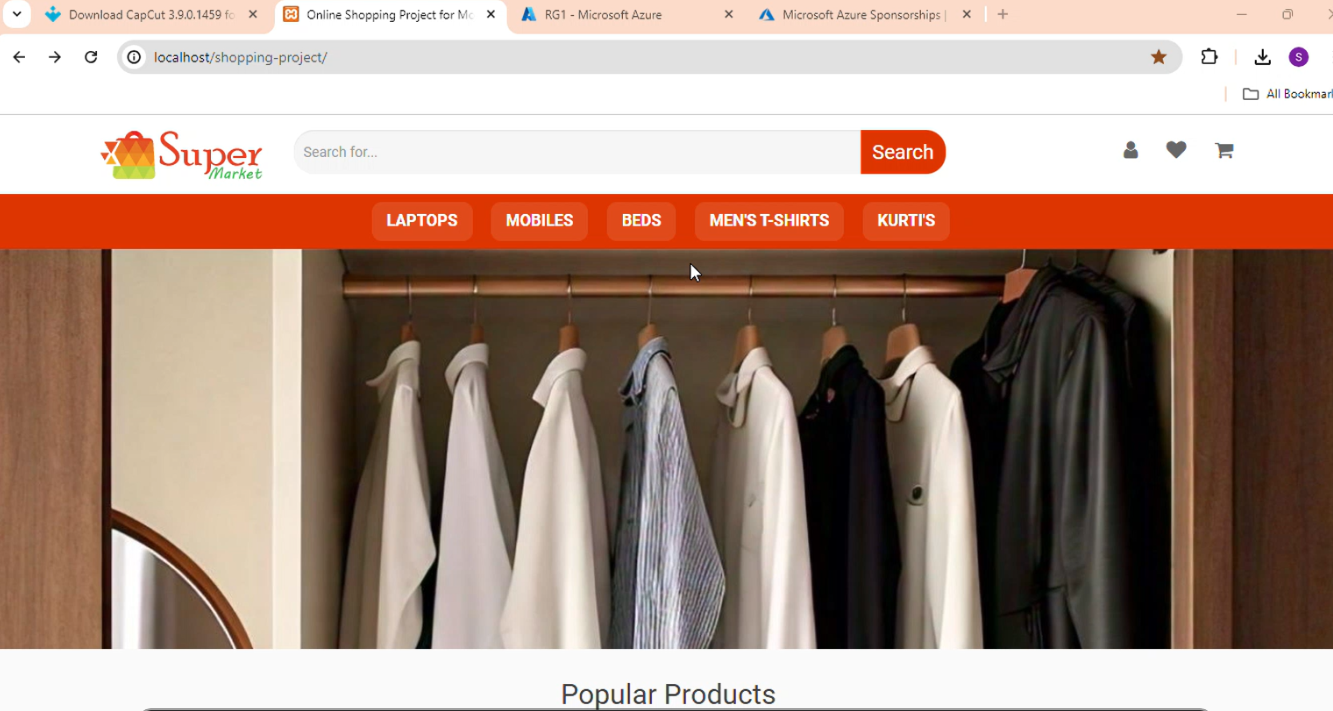 Download CapCut 3.9.0.1459 fo
Online Shopping Project for Mc
RG1 - Microsoft Azure
Microsoft Azure Sponsorships |
localhost/shopping-project/
S
All Bookmar
Super
Market
Search for...
Search
LAPTOPS
MOBILES
BEDS
MEN'S T-SHIRTS
KURTI'S
Popular Products